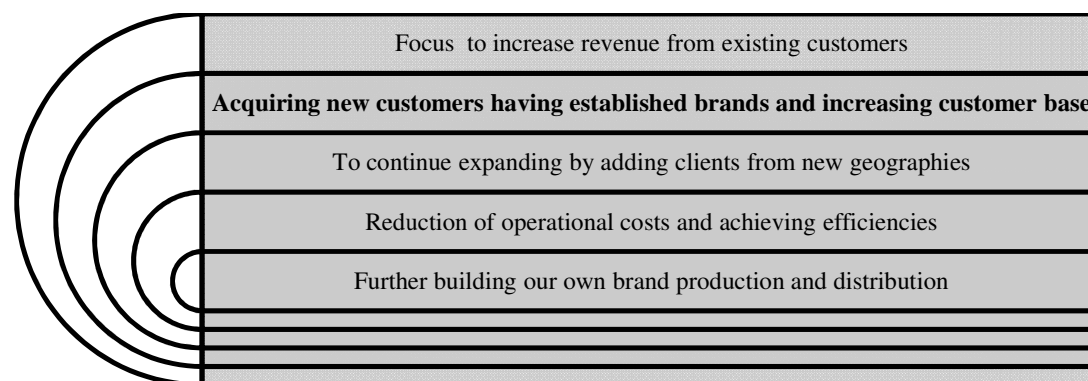 Focus to increase revenue from existing customers
Acquiring new customers having established brands and increasing customer base
To continue expanding by adding clients from new geographies
Reduction of operational costs and achieving efficiencies
Further building our own brand production and distribution